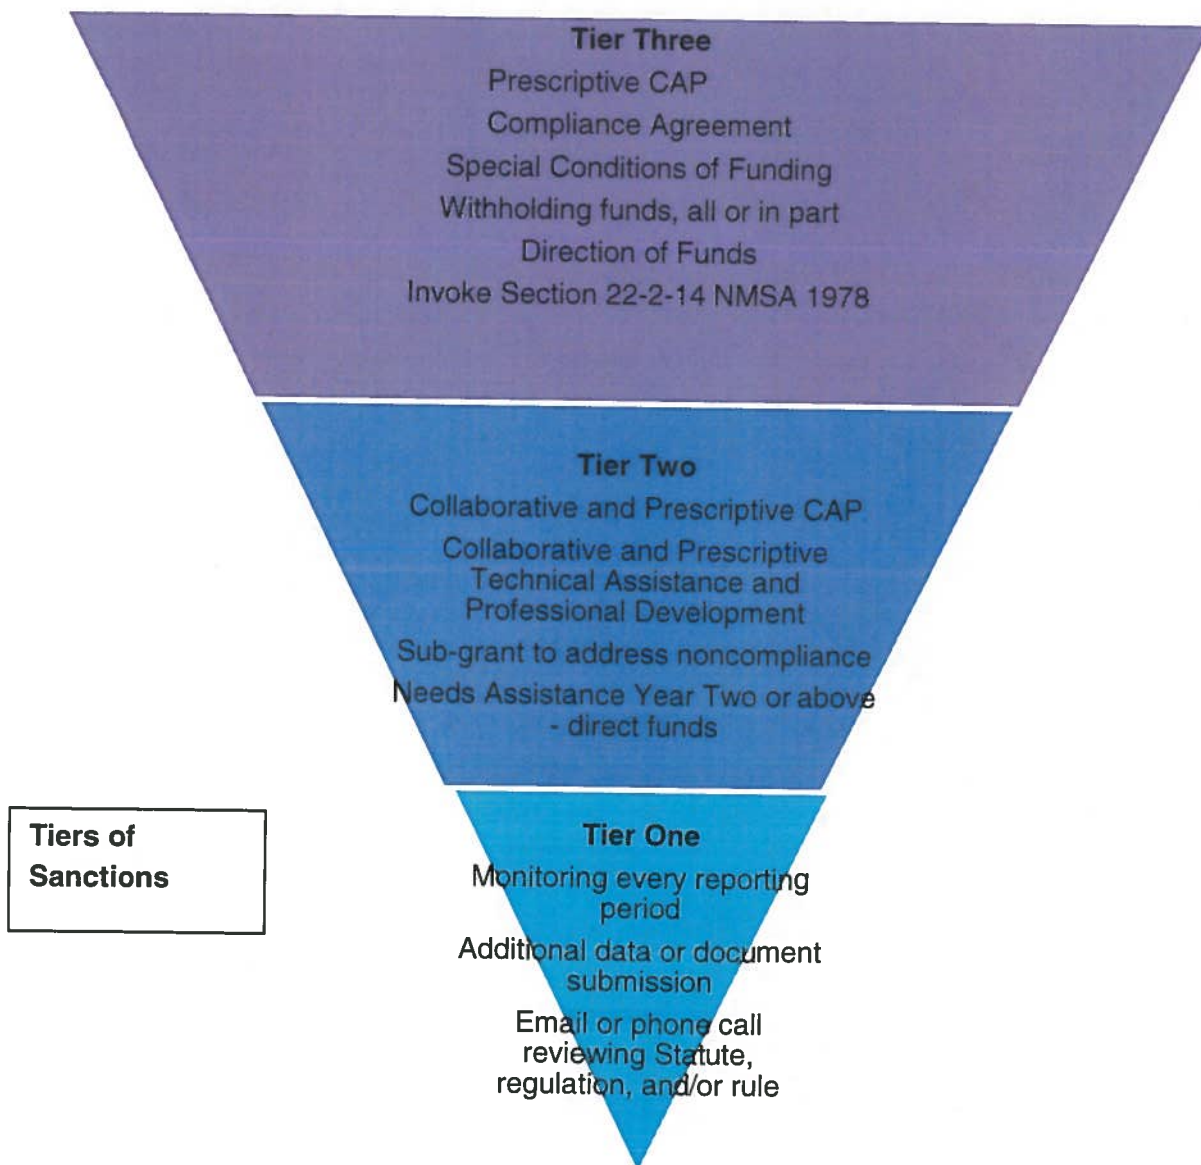 Tier Three
Prescriptive CAP
Compliance Agreement
Special Conditions of Funding
Withholding funds, all or in part
Direction of Funds
Invoke Section 22-2-14 NMSA 1978
Tier Two
Collaborative and Prescriptive CAP
Collaborative and Prescriptive
Technical Assistance and
Professional Development
Sub-grant to address noncompliance
Needs Assistance Year Two or above
- direct funds
Tiers of
Sanctions
Tier One
Monitoring every reporting
period
Additional data or document
submission
Email or phone call
reviewing Statute,
regulation, and/or rule